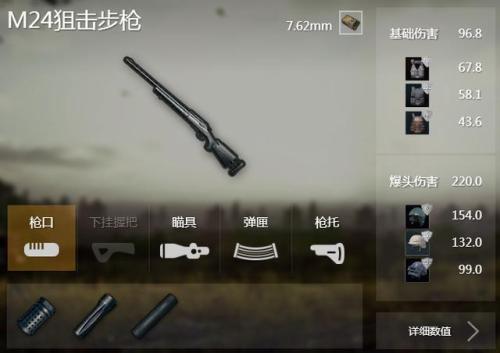 M24狙击步枪
7.62mm
基础伤害 96.8
67.8
58.1
43.6
爆头伤害 220.0
154.0
132.0
99.0
枪口 下挂握把 瞄具 弹匣 枪托
详细数值